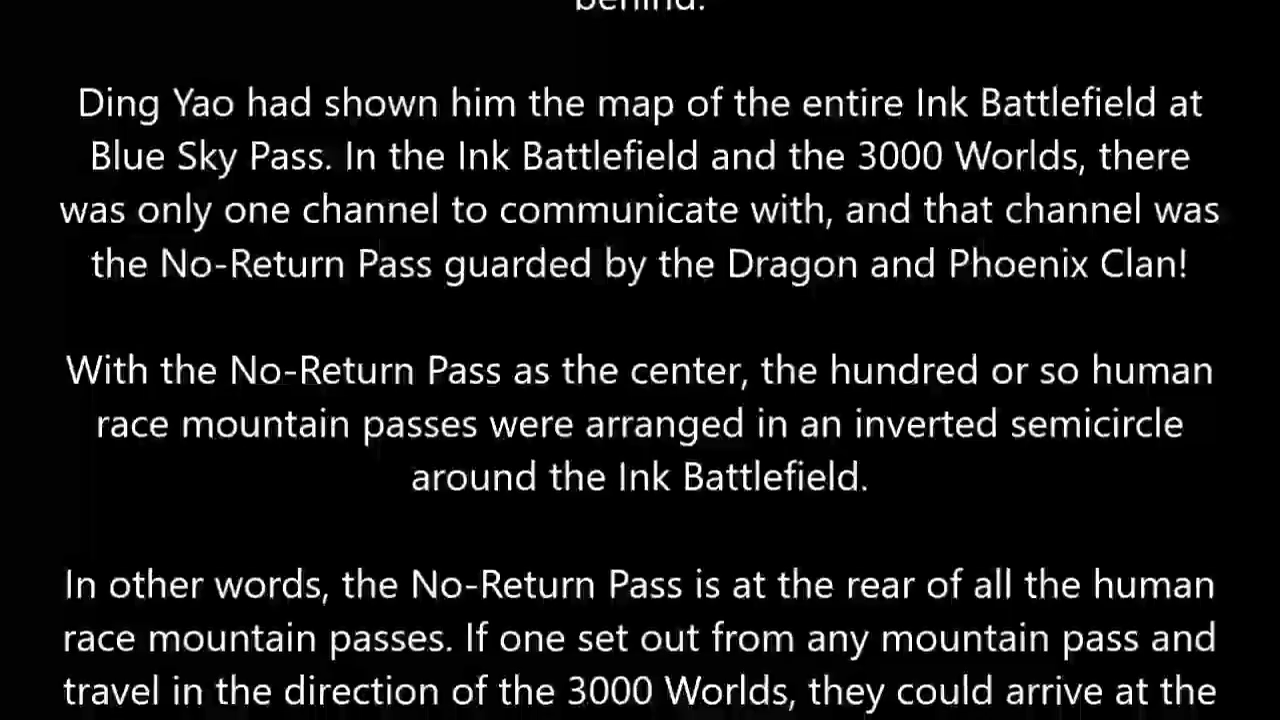 behind.
Ding Yao had shown him the map of the entire Ink Battlefield at
Blue Sky Pass. In the Ink Battlefield and the 3000 Worlds, there
was only one channel to communicate with, and that channel was
the No-Return Pass guarded by the Dragon and Phoenix Clan!
With the No-Return Pass as the center, the hundred or so human
race mountain passes were arranged in an inverted semicircle
around the Ink Battlefield.
In other words, the No-Return Pass is at the rear of all the human
race mountain passes. If one set out from any mountain pass and
travel in the direction of the 3000 Worlds, they could arrive at the